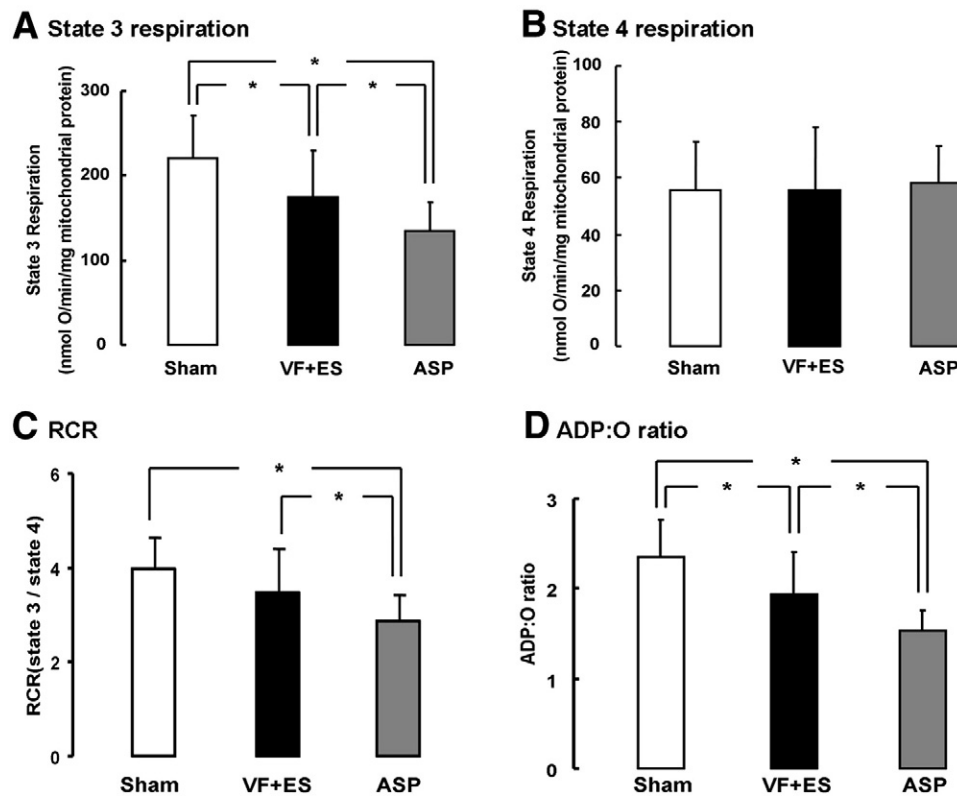 A State 3 respiration
*
* *
State 3 Respiration
(nmol O/min/mg mitochondrial protein)
300
200
100
0
Sham VF+ES ASP
B State 4 respiration
State 4 Respiration
(nmol O/min/mg mitochondrial protein)
100
80
60
40
20
0
Sham VF+ES ASP
C RCR
*
*
RCR(state 3 / state 4)
6
4
2
0
Sham VF+ES ASP
D ADP:O ratio
*
* *
ADP:O ratio
3
2
1
0
Sham VF+ES ASP